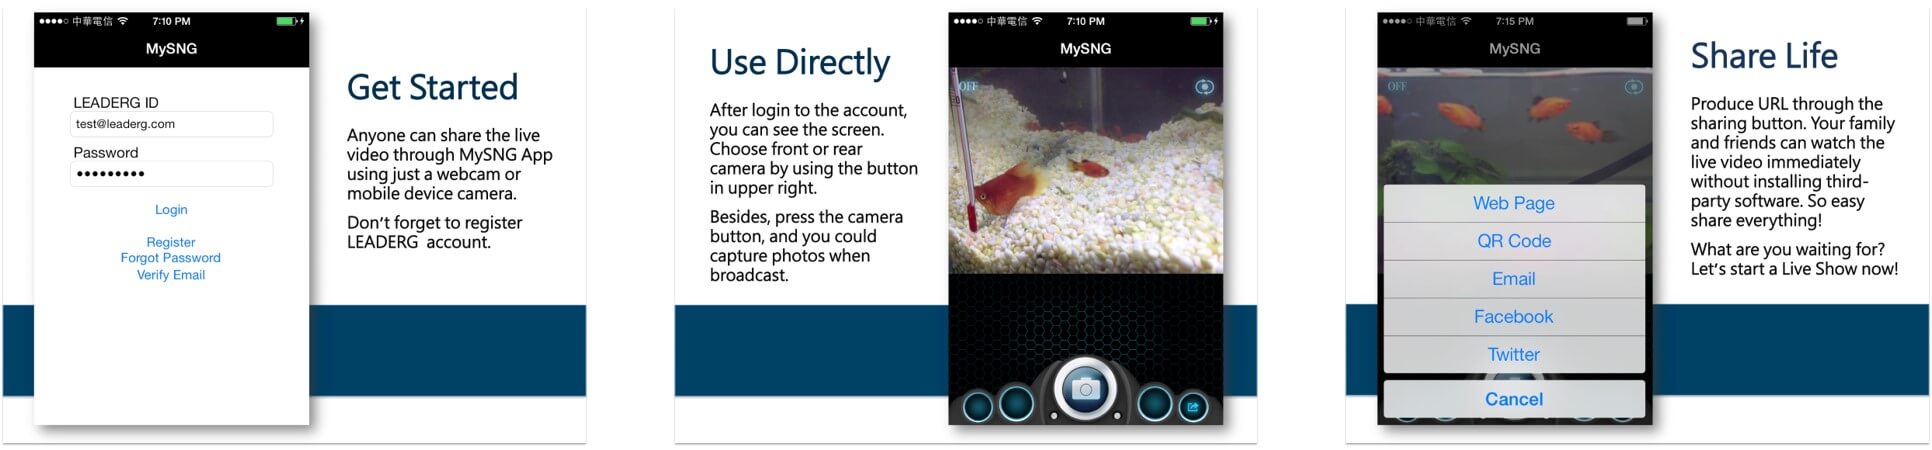 中華電信 7:10 PM
MySNG
LEADERG ID
test@leaderg.com
Password
●●●●●●●●●
Login
Register
Forgot Password
Verify Email
Get Started
Anyone can share the live
video through MySNG App
using just a webcam or
mobile device camera.
Don't forget to register
LEADERG account.
Use Directly
After login to the account,
you can see the screen.
Choose front or rear
camera by using the button
in upper right.
Besides, press the camera
button, and you could
capture photos when
broadcast.
中華電信 7:10 PM
MySNG
OFF
中華電信 7:15 PM
MySNG
OFF
Web Page
QR Code
Email
Facebook
Twitter
Cancel
Share Life
Produce URL through the
sharing button. Your family
and friends can watch the
live video immediately
without installing third-
party software. So easy
share everything!
What are you waiting for?
Let's start a Live Show now!